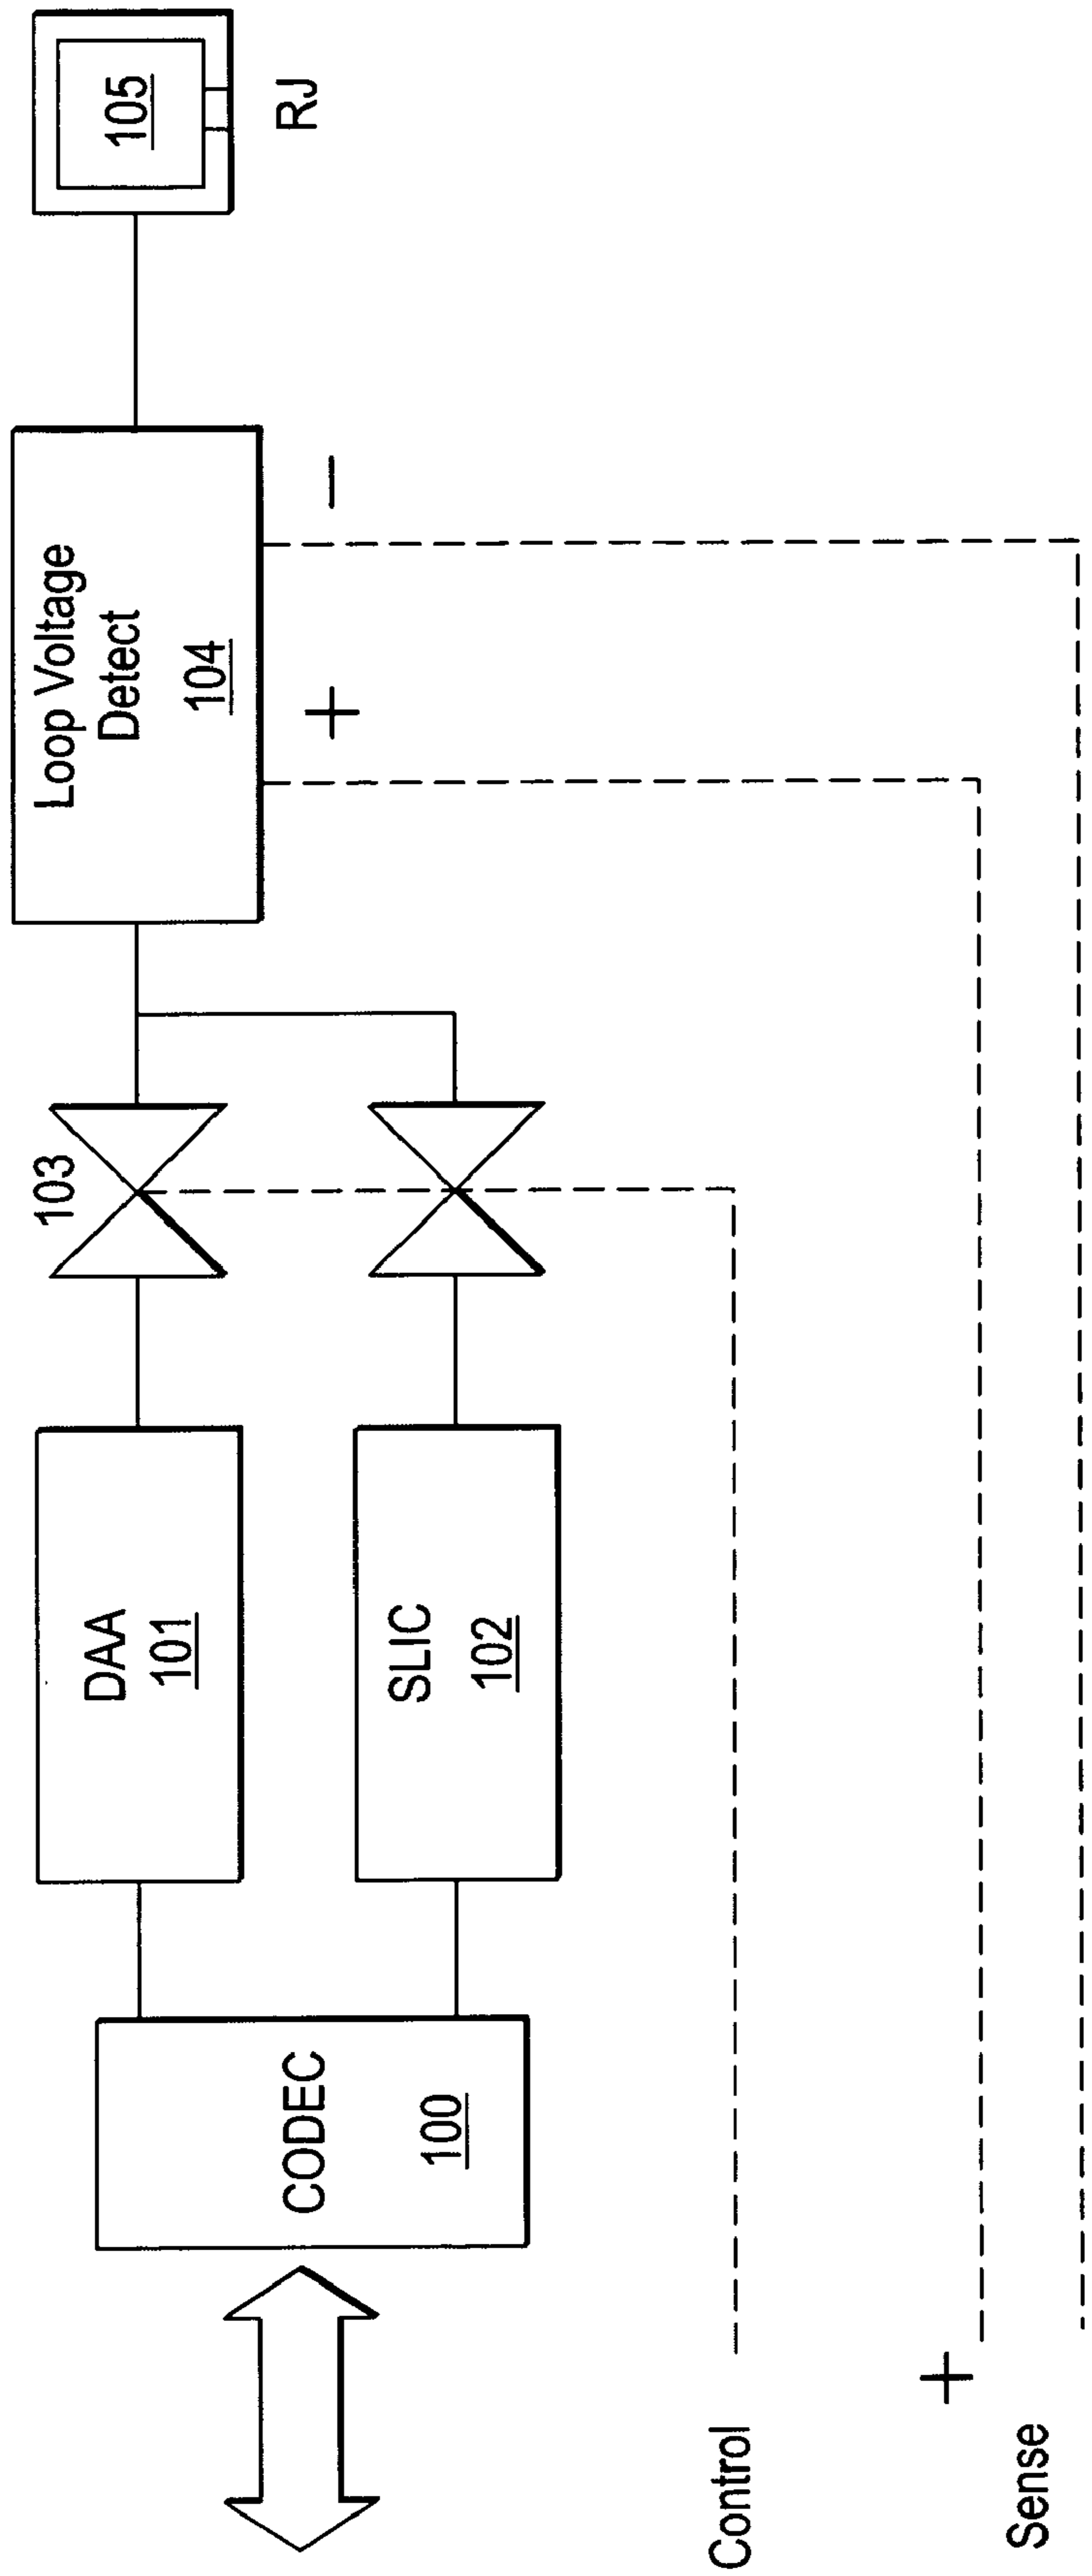 CODEC
100
DAA
101
SLIC
102
103
Loop Voltage
Detect
104
+
−
105
RJ
Control
+
Sense